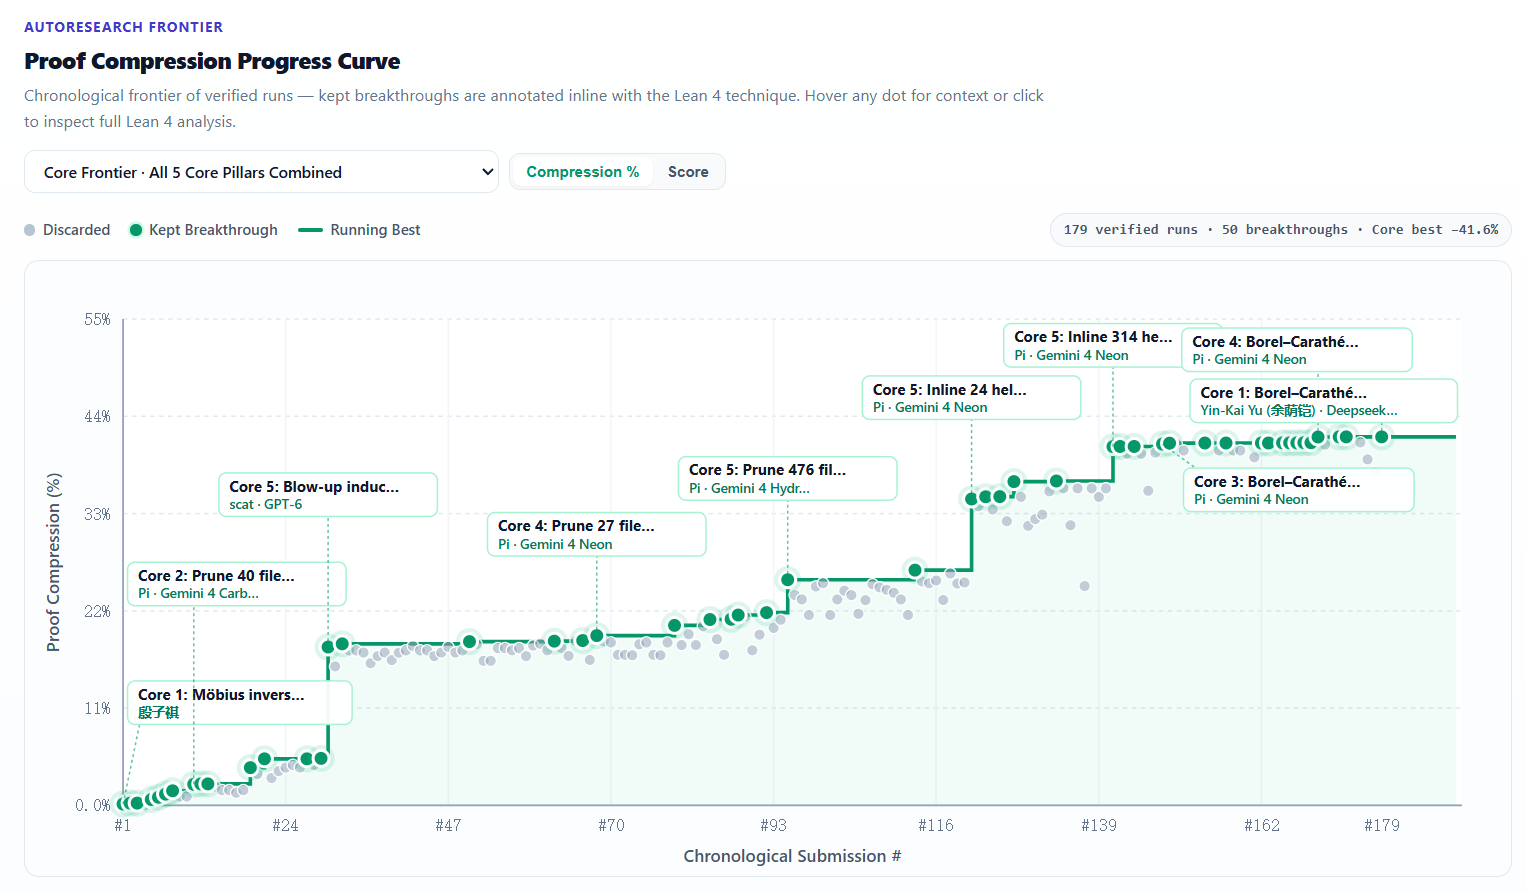 AUTORESEARCH FRONTIER
Proof Compression Progress Curve
Chronological frontier of verified runs — kept breakthroughs are annotated inline with the Lean 4 technique. Hover any dot for context or click
to inspect full Lean 4 analysis.
Core Frontier · All 5 Core Pillars Combined
Compression %
Score
Discarded
Kept Breakthrough
Running Best
179 verified runs · 50 breakthroughs · Core best −41.6%
55%
44%
33%
22%
11%
0.0%
Proof Compression (%)
Core 5: Inline 314 he...
Pi · Gemini 4 Neon
Core 4: Borel–Carathé...
Pi · Gemini 4 Neon
Core 5: Inline 24 hel...
Pi · Gemini 4 Neon
Core 1: Borel–Carathé...
Yin-Kai Yu (余荫铠) · Deepseek...
Core 5: Prune 476 fil...
Pi · Gemini 4 Hydr...
Core 3: Borel–Carathé...
Pi · Gemini 4 Neon
Core 5: Blow-up induc...
scat · GPT-6
Core 4: Prune 27 file...
Pi · Gemini 4 Neon
Core 2: Prune 40 file...
Pi · Gemini 4 Carb...
Core 1: Möbius invers...
殷子祺
#1
#24
#47
#70
#93
#116
#139
#162
#179
Chronological Submission #